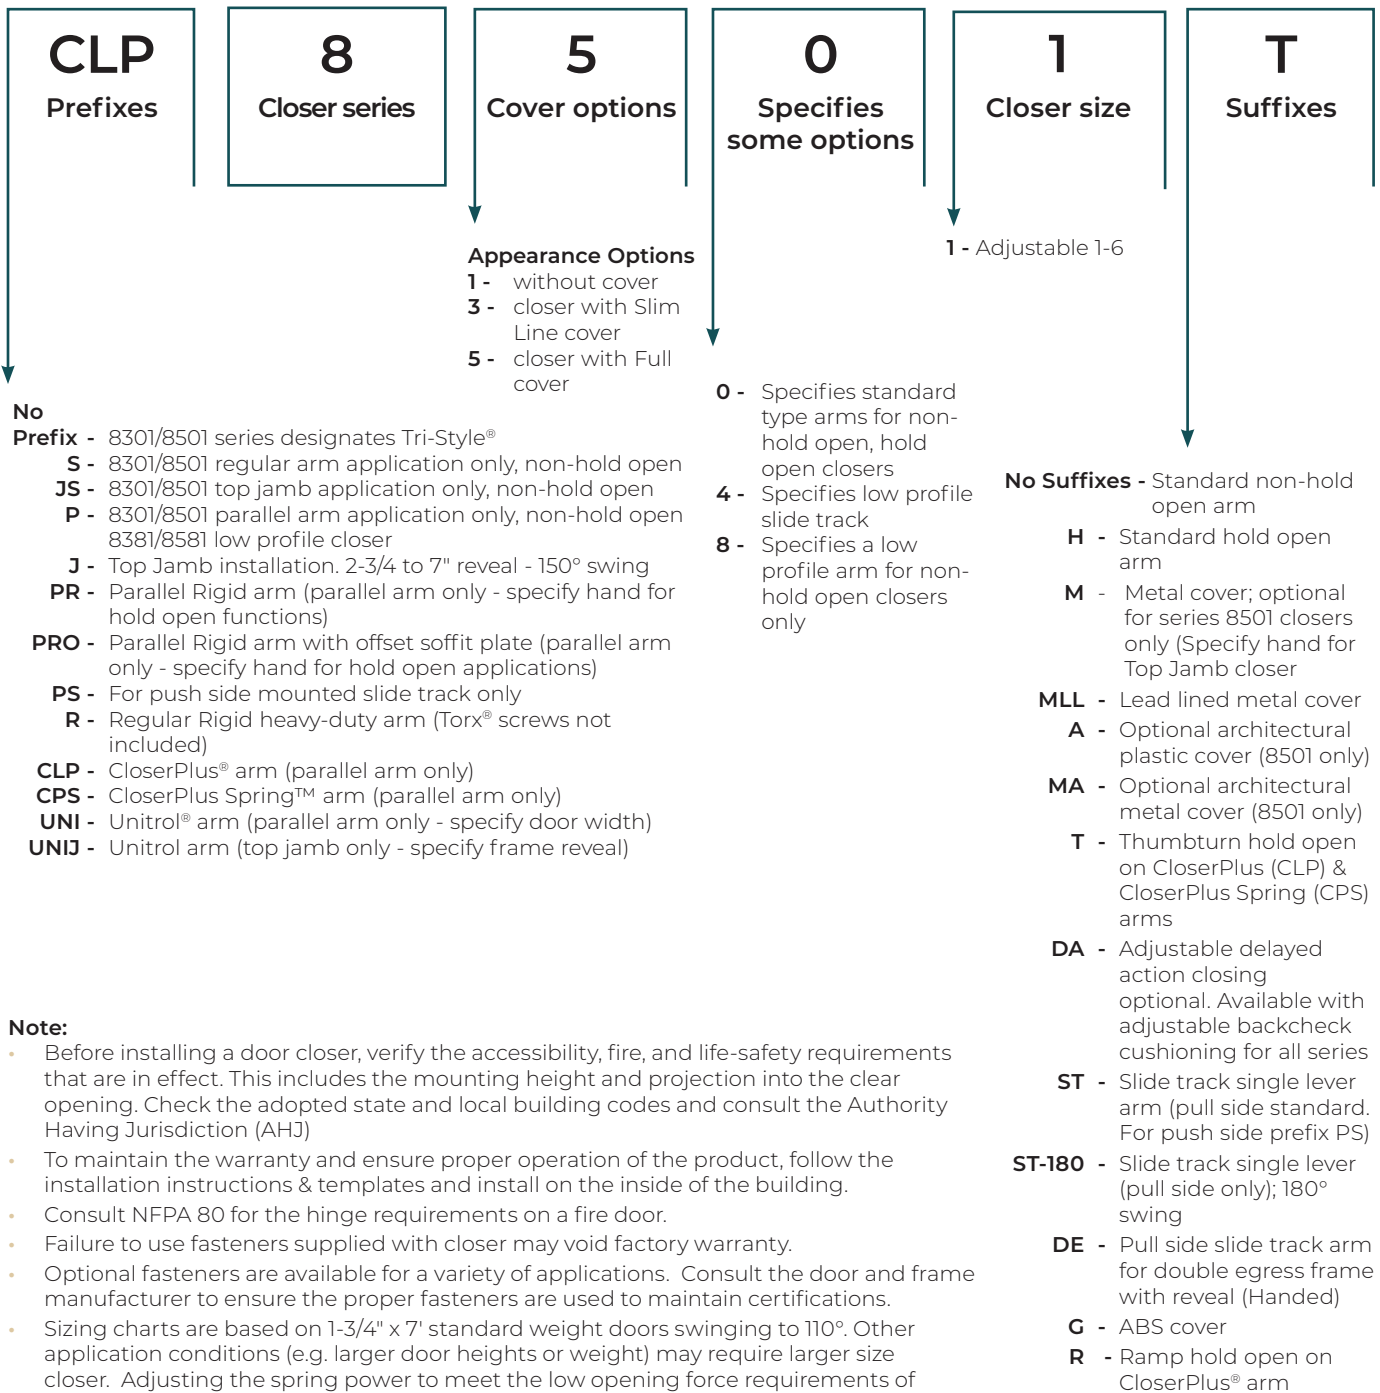 CLP
Prefixes
8
Closer series
5
Cover options
0
Specifies
some options
1
Closer size
T
Suffixes
Appearance Options
1 - without cover
3 - closer with Slim
Line cover
5 - closer with Full
cover
1 - Adjustable 1-6
No
Prefix - 8301/8501 series designates Tri-Style®
S - 8301/8501 regular arm application only, non-hold open
JS - 8301/8501 top jamb application only, non-hold open
P - 8301/8501 parallel arm application only, non-hold open
8381/8581 low profile closer
J - Top Jamb installation. 2-3/4 to 7" reveal - 150° swing
PR - Parallel Rigid arm (parallel arm only - specify hand for
hold open functions)
PRO - Parallel Rigid arm with offset soffit plate (parallel arm
only - specify hand for hold open applications)
PS - For push side mounted slide track only
R - Regular Rigid heavy-duty arm (Torx® screws not
included)
CLP - CloserPlus® arm (parallel arm only)
CPS - CloserPlus Spring™ arm (parallel arm only)
UNI - Unitrol® arm (parallel arm only - specify door width)
UNIJ - Unitrol arm (top jamb only - specify frame reveal)
0 - Specifies standard
type arms for non-
hold open, hold
open closers
4 - Specifies low profile
slide track
8 - Specifies a low
profile arm for non-
hold open closers
only
No Suffixes - Standard non-hold
open arm
H - Standard hold open
arm
M - Metal cover; optional
for series 8501 closers
only (Specify hand for
Top Jamb closer
MLL - Lead lined metal cover
A - Optional architectural
plastic cover (8501 only)
MA - Optional architectural
metal cover (8501 only)
T - Thumbturn hold open
on CloserPlus (CLP) &
CloserPlus Spring (CPS)
arms
DA - Adjustable delayed
action closing
optional. Available with
adjustable backcheck
cushioning for all series
ST - Slide track single lever
arm (pull side standard.
For push side prefix PS)
ST-180 - Slide track single lever
(pull side only); 180°
swing
DE - Pull side slide track arm
for double egress frame
with reveal (Handed)
G - ABS cover
R - Ramp hold open on
CloserPlus® arm
Note:
• Before installing a door closer, verify the accessibility, fire, and life-safety requirements
that are in effect. This includes the mounting height and projection into the clear
opening. Check the adopted state and local building codes and consult the Authority
Having Jurisdiction (AHJ)
• To maintain the warranty and ensure proper operation of the product, follow the
installation instructions & templates and install on the inside of the building.
• Consult NFPA 80 for the hinge requirements on a fire door.
• Failure to use fasteners supplied with closer may void factory warranty.
• Optional fasteners are available for a variety of applications. Consult the door and frame
manufacturer to ensure the proper fasteners are used to maintain certifications.
• Sizing charts are based on 1-3/4" x 7' standard weight doors swinging to 110°. Other
application conditions (e.g. larger door heights or weight) may require larger size
closer. Adjusting the spring power to meet the low opening force requirements of